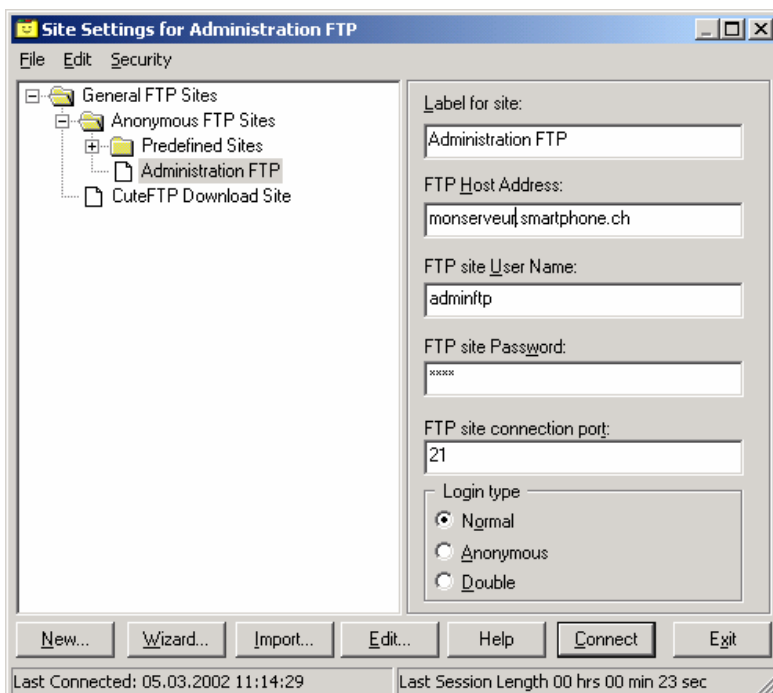 Site Settings for Administration FTP
File Edit Security
General FTP Sites
Anonymous FTP Sites
Predefined Sites
Administration FTP
CuteFTP Download Site
Label for site:
Administration FTP
FTP Host Address:
monserveur.smartphone.ch
FTP site User Name:
adminftp
FTP site Password:
××××
FTP site connection port:
21
Login type
Normal
Anonymous
Double
New... Wizard... Import... Edit... Help Connect Exit
Last Connected: 05.03.2002 11:14:29 Last Session Length 00 hrs 00 min 23 sec